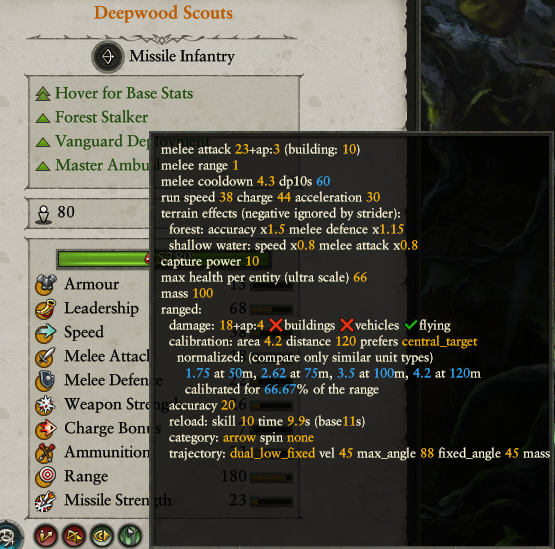 Deepwood Scouts
Missile Infantry
Hover for Base Stats
Forest Stalker
Vanguard Deployment
Master Ambu
80
melee attack 23+ap:3 (building: 10)
melee range 1
melee cooldown 4.3 dp10s 60
run speed 38 charge 44 acceleration 30
terrain effects (negative ignored by strider):
forest: accuracy x1.5 melee defence x1.15
shallow water: speed x0.8 melee attack x0.8
capture power 10
max health per entity (ultra scale) 66
mass 100
ranged:
damage: 18+ap:4 ❌buildings ❌vehicles ✓flying
calibration: area 4.2 distance 120 prefers central_target
normalized: (compare only similar unit types)
1.75 at 50m, 2.62 at 75m, 3.5 at 100m, 4.2 at 120m
calibrated for 66.67% of the range
accuracy 20
reload: skill 10 time 9.9s (base11s)
category: arrow spin none
trajectory: dual_low_fixed vel 45 max_angle 88 fixed_angle 45 mass
Armour
Leadership 68
Speed
Melee Attack
Melee Defence
Weapon Strength
Charge Bonus
Ammunition
Range 180
Missile Strength 23